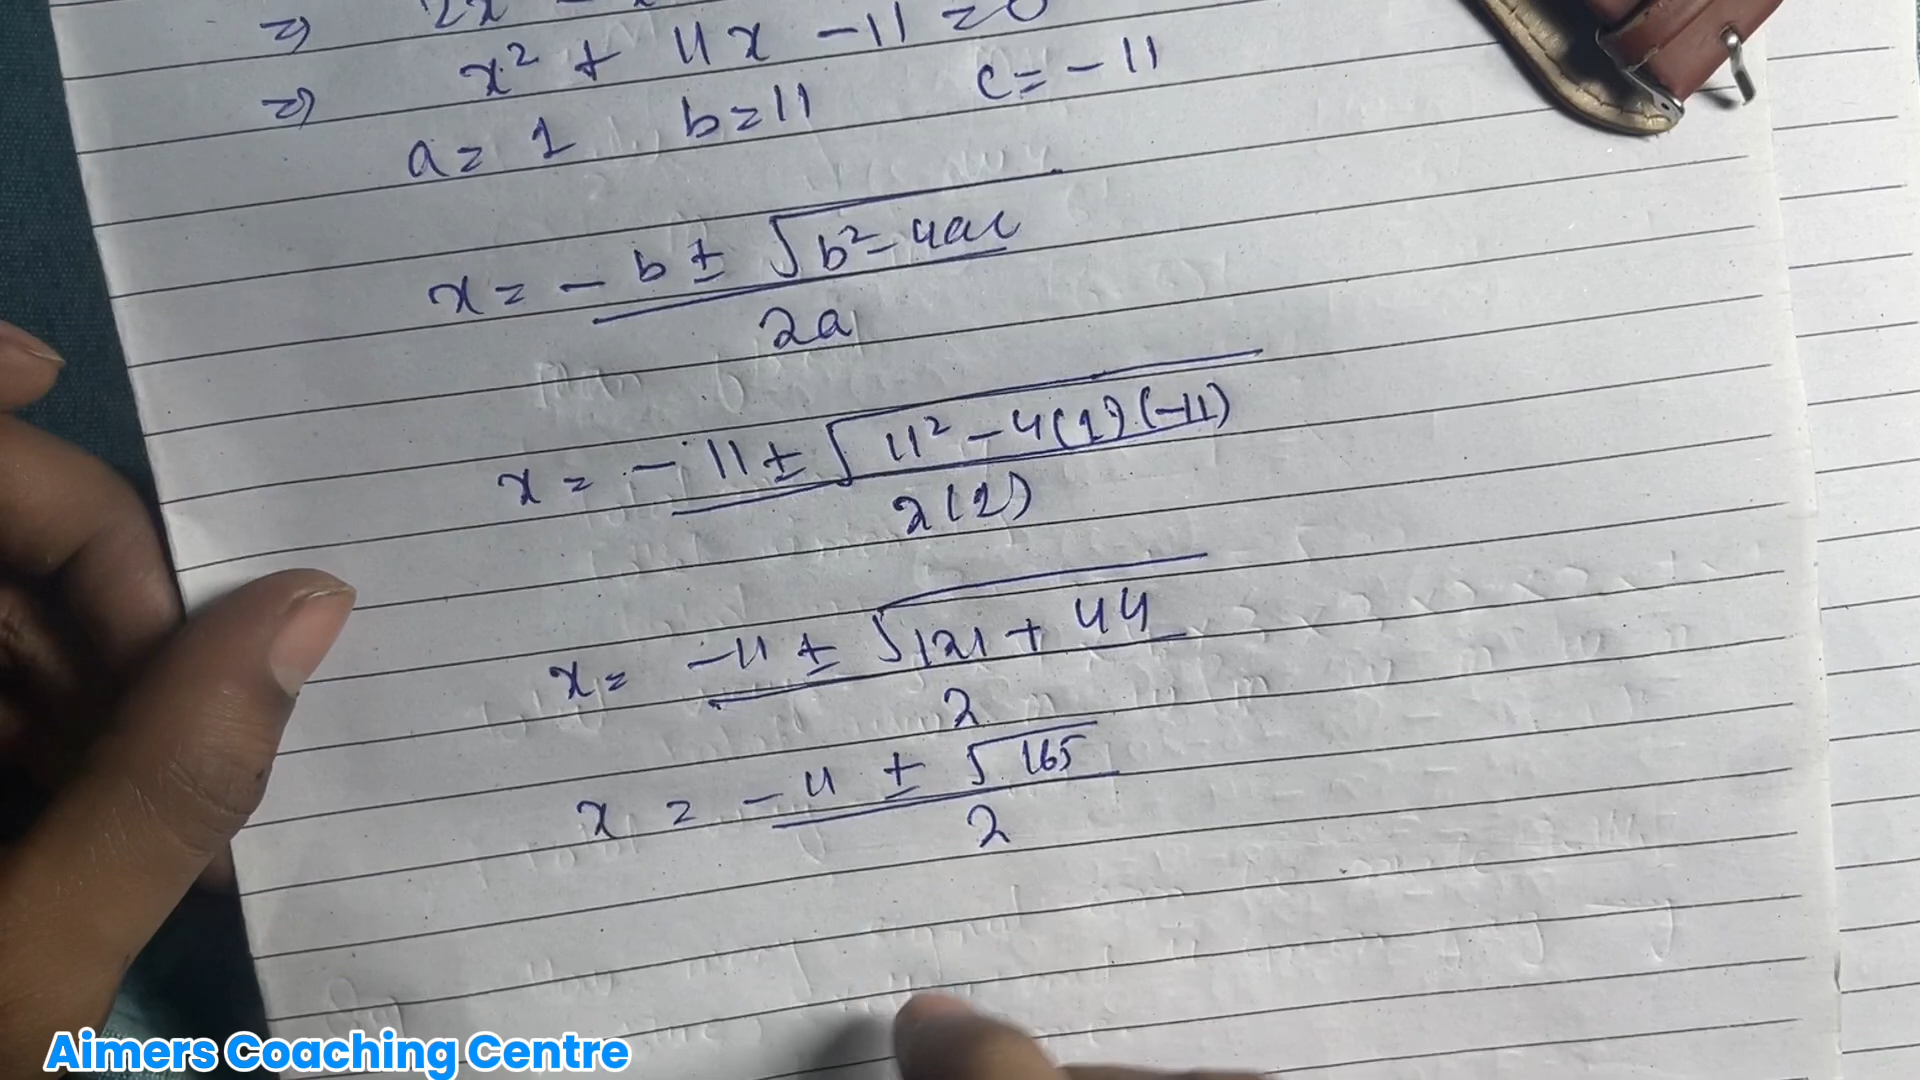 ⇒ 2x
⇒ x² + 11x - 11 = 0
a = 1 b = 11 c = - 11
x = - b ± √b² - 4ac
2a
x = - 11 ± √11² - 4(1)(-11)
2(1)
x = -11 ± √121 + 44
2
x = - 11 ± √165
2
Aimers Coaching Centre